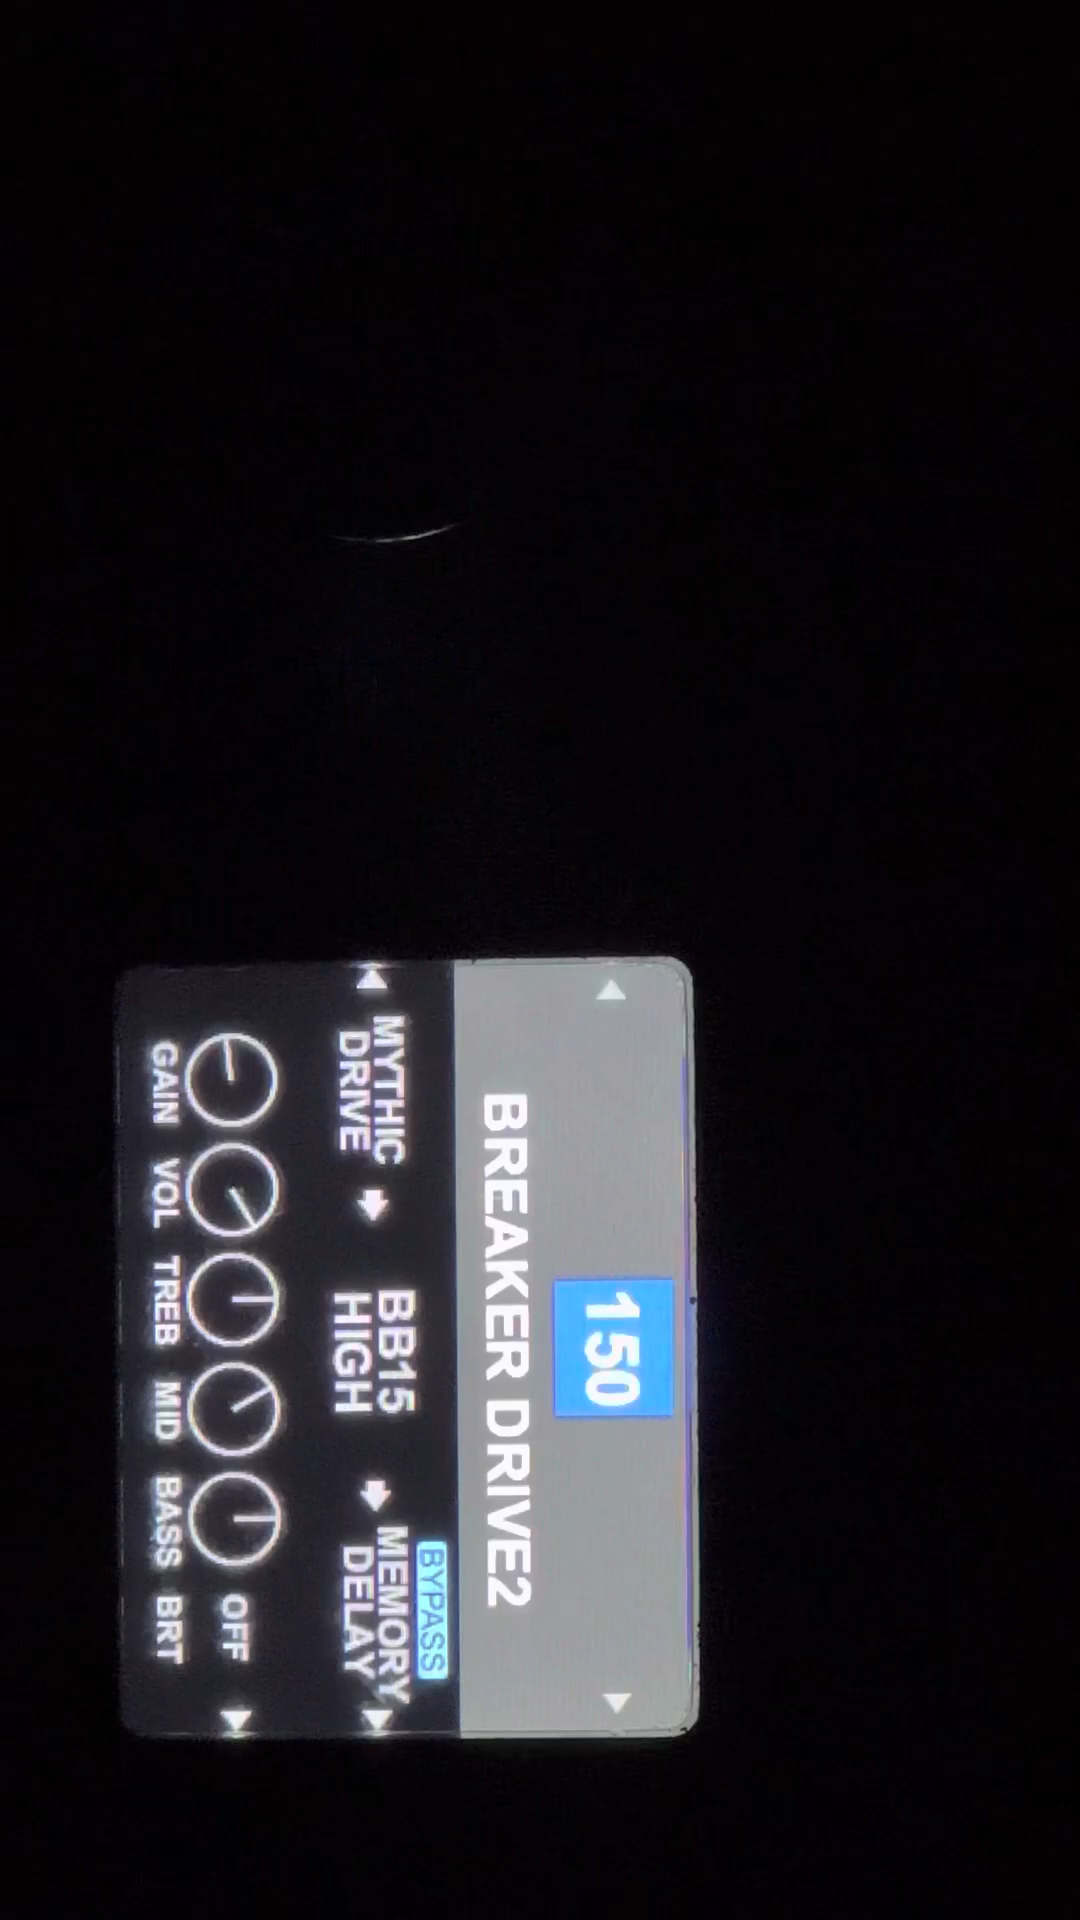 150
BREAKER DRIVE2
BYPASS
MYTHIC
DRIVE
BB15
HIGH
MEMORY
DELAY
OFF
GAIN VOL TREB MID BASS BRT